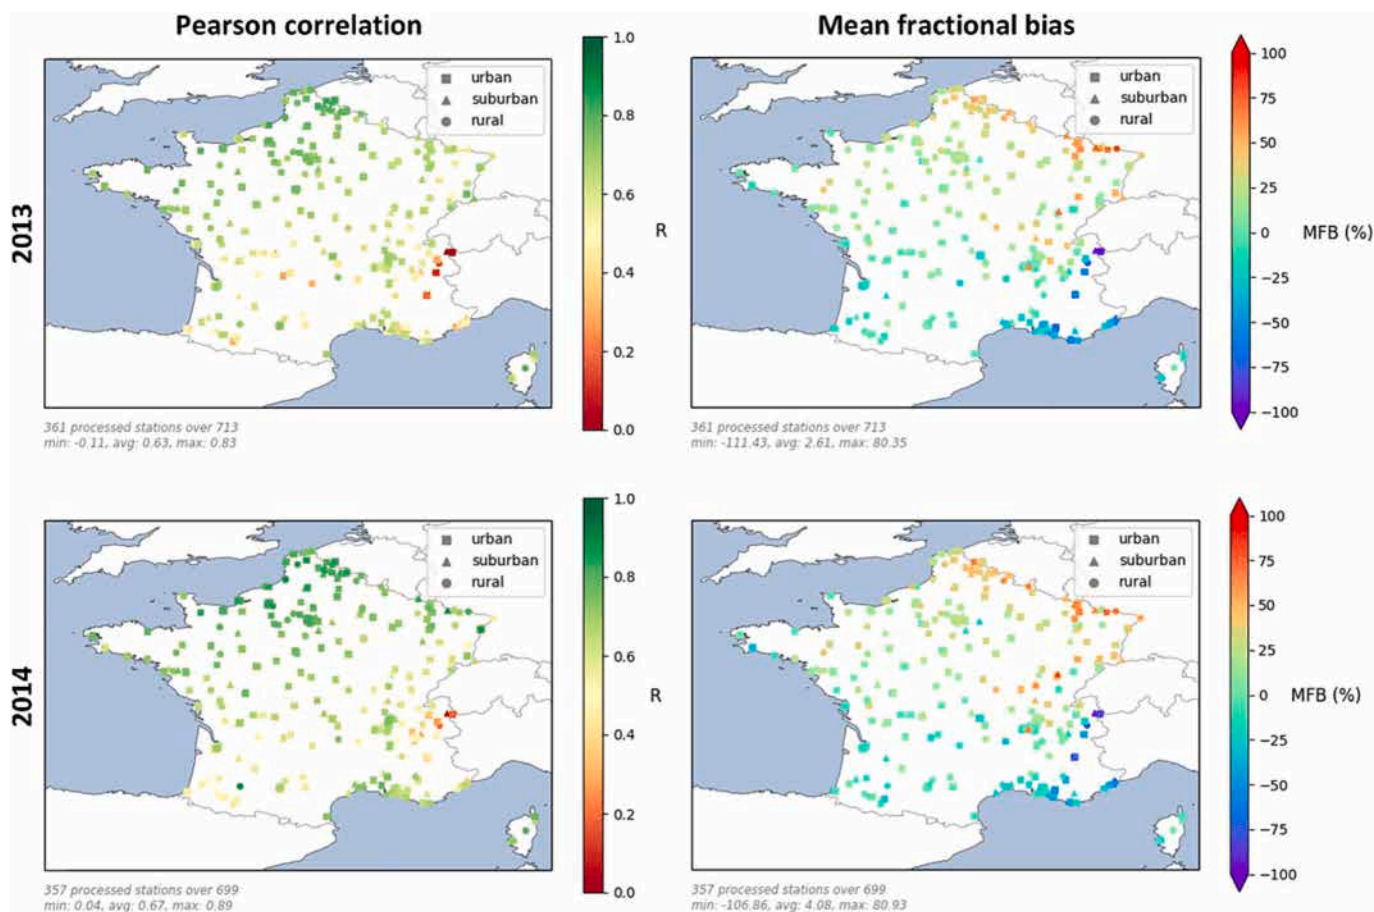 Pearson correlation
Mean fractional bias
2013
urban
suburban
rural
1.0
0.8
0.6
0.4
0.2
0.0
R
361 processed stations over 713
min: -0.11, avg: 0.63, max: 0.83
urban
suburban
rural
100
75
50
25
0
−25
−50
−75
−100
MFB (%)
361 processed stations over 713
min: -111.43, avg: 2.61, max: 80.35
2014
urban
suburban
rural
1.0
0.8
0.6
0.4
0.2
0.0
R
357 processed stations over 699
min: 0.04, avg: 0.67, max: 0.89
urban
suburban
rural
100
75
50
25
0
−25
−50
−75
−100
MFB (%)
357 processed stations over 699
min: -106.86, avg: 4.08, max: 80.93